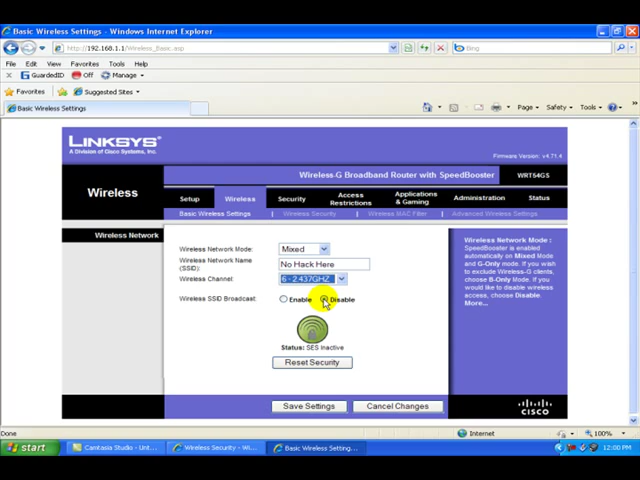 Basic Wireless Settings - Windows Internet Explorer
http://192.168.1.1/Wireless_Basic.asp
Bing
File Edit View Favorites Tools Help
GuardedID Off Manage
Favorites Suggested Sites
Basic Wireless Settings
Page Safety Tools
LINKSYS®
A Division of Cisco Systems, Inc.
Firmware Version: v4.71.4
Wireless-G Broadband Router with SpeedBooster WRT54GS
Wireless
Setup Wireless Security Access Restrictions Applications & Gaming Administration Status
Basic Wireless Settings | Wireless Security | Wireless MAC Filter | Advanced Wireless Settings
Wireless Network
Wireless Network Mode: Mixed
Wireless Network Name (SSID): No Hack Here
Wireless Channel: 6 - 2.437GHZ
Wireless SSID Broadcast: Enable Disable
Status: SES Inactive
Reset Security
Save Settings Cancel Changes
Wireless Network Mode :
SpeedBooster is enabled
automatically on Mixed Mode
and G-Only mode. If you wish
to exclude Wireless-G clients,
choose B-Only Mode. If you
would like to disable wireless
access, choose Disable
More...
CISCO
Done Internet 100%
start Camtasia Studio - Unt... Wireless Security - Wi... Basic Wireless Setting... 12:00 PM